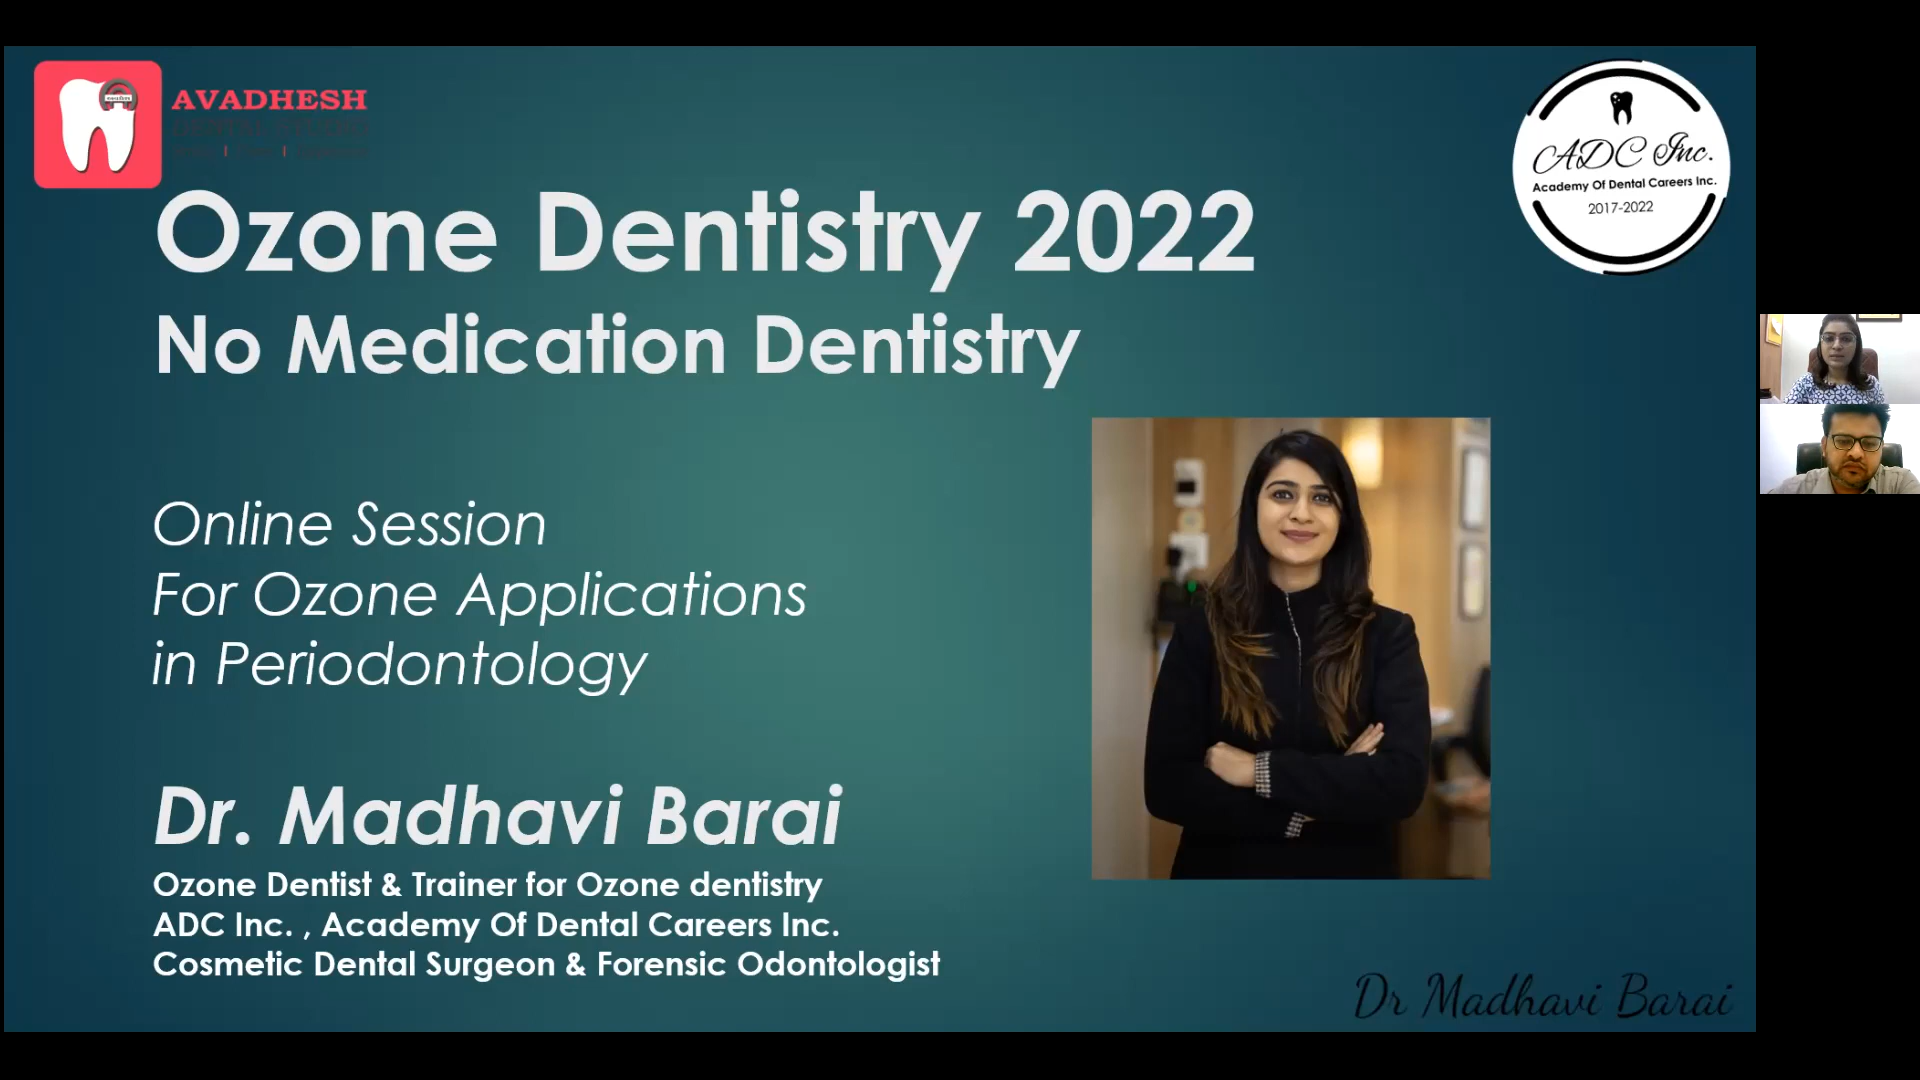 AVADHESH
DENTAL STUDIO
ADC Inc.
Academy Of Dental Careers Inc.
2017-2022
Ozone Dentistry 2022
No Medication Dentistry
Online Session
For Ozone Applications
in Periodontology
Dr. Madhavi Barai
Ozone Dentist & Trainer for Ozone dentistry
ADC Inc. , Academy Of Dental Careers Inc.
Cosmetic Dental Surgeon & Forensic Odontologist
Dr Madhavi Barai